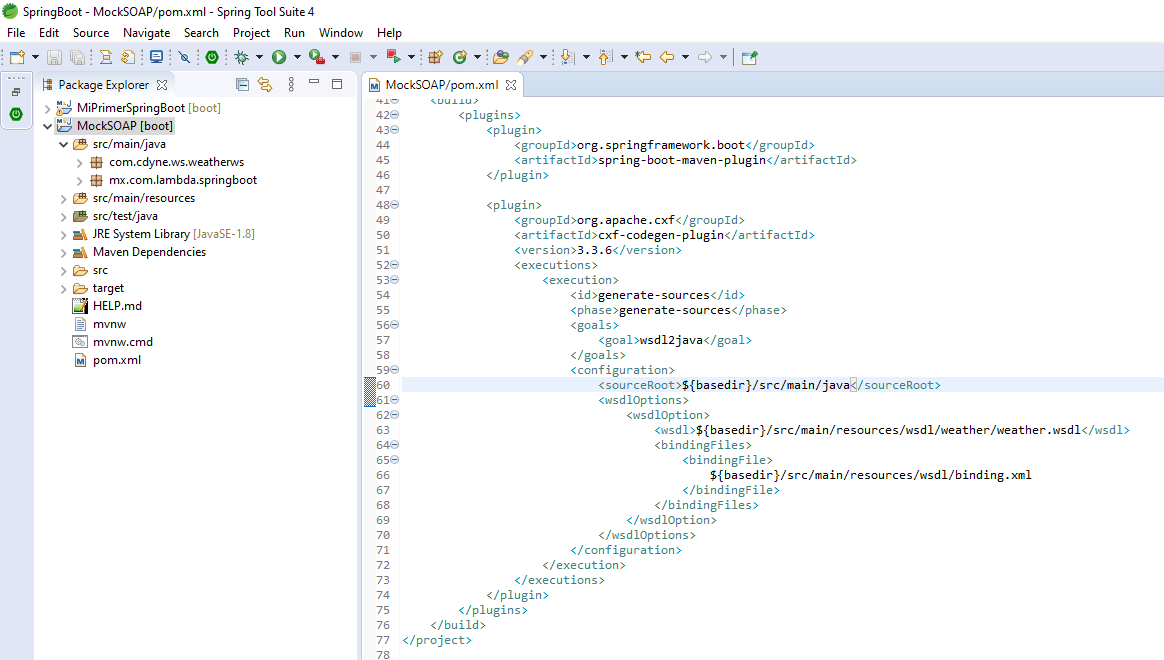 SpringBoot - MockSOAP/pom.xml - Spring Tool Suite 4
File Edit Source Navigate Search Project Run Window Help
Package Explorer
MiPrimerSpringBoot [boot]
MockSOAP [boot]
src/main/java
com.cdyne.ws.weatherws
mx.com.lambda.springboot
src/main/resources
src/test/java
JRE System Library [JavaSE-1.8]
Maven Dependencies
src
target
HELP.md
mvnw
mvnw.cmd
pom.xml
MockSOAP/pom.xml
41 <build>
42 <plugins>
43 <plugin>
44 <groupId>org.springframework.boot</groupId>
45 <artifactId>spring-boot-maven-plugin</artifactId>
46 </plugin>
47
48 <plugin>
49 <groupId>org.apache.cxf</groupId>
50 <artifactId>cxf-codegen-plugin</artifactId>
51 <version>3.3.6</version>
52 <executions>
53 <execution>
54 <id>generate-sources</id>
55 <phase>generate-sources</phase>
56 <goals>
57 <goal>wsdl2java</goal>
58 </goals>
59 <configuration>
60 <sourceRoot>${basedir}/src/main/java</sourceRoot>
61 <wsdlOptions>
62 <wsdlOption>
63 <wsdl>${basedir}/src/main/resources/wsdl/weather/weather.wsdl</wsdl>
64 <bindingFiles>
65 <bindingFile>
66 ${basedir}/src/main/resources/wsdl/binding.xml
67 </bindingFile>
68 </bindingFiles>
69 </wsdlOption>
70 </wsdlOptions>
71 </configuration>
72 </execution>
73 </executions>
74 </plugin>
75 </plugins>
76 </build>
77 </project>
78